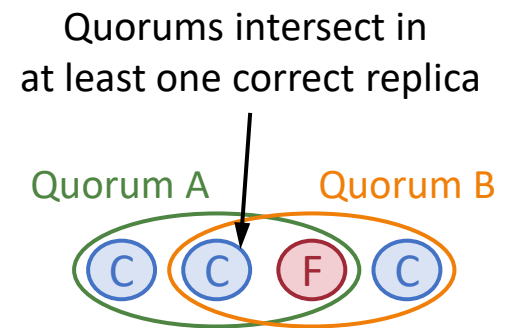 Quorums intersect in
at least one correct replica
Quorum A Quorum B
C C F C